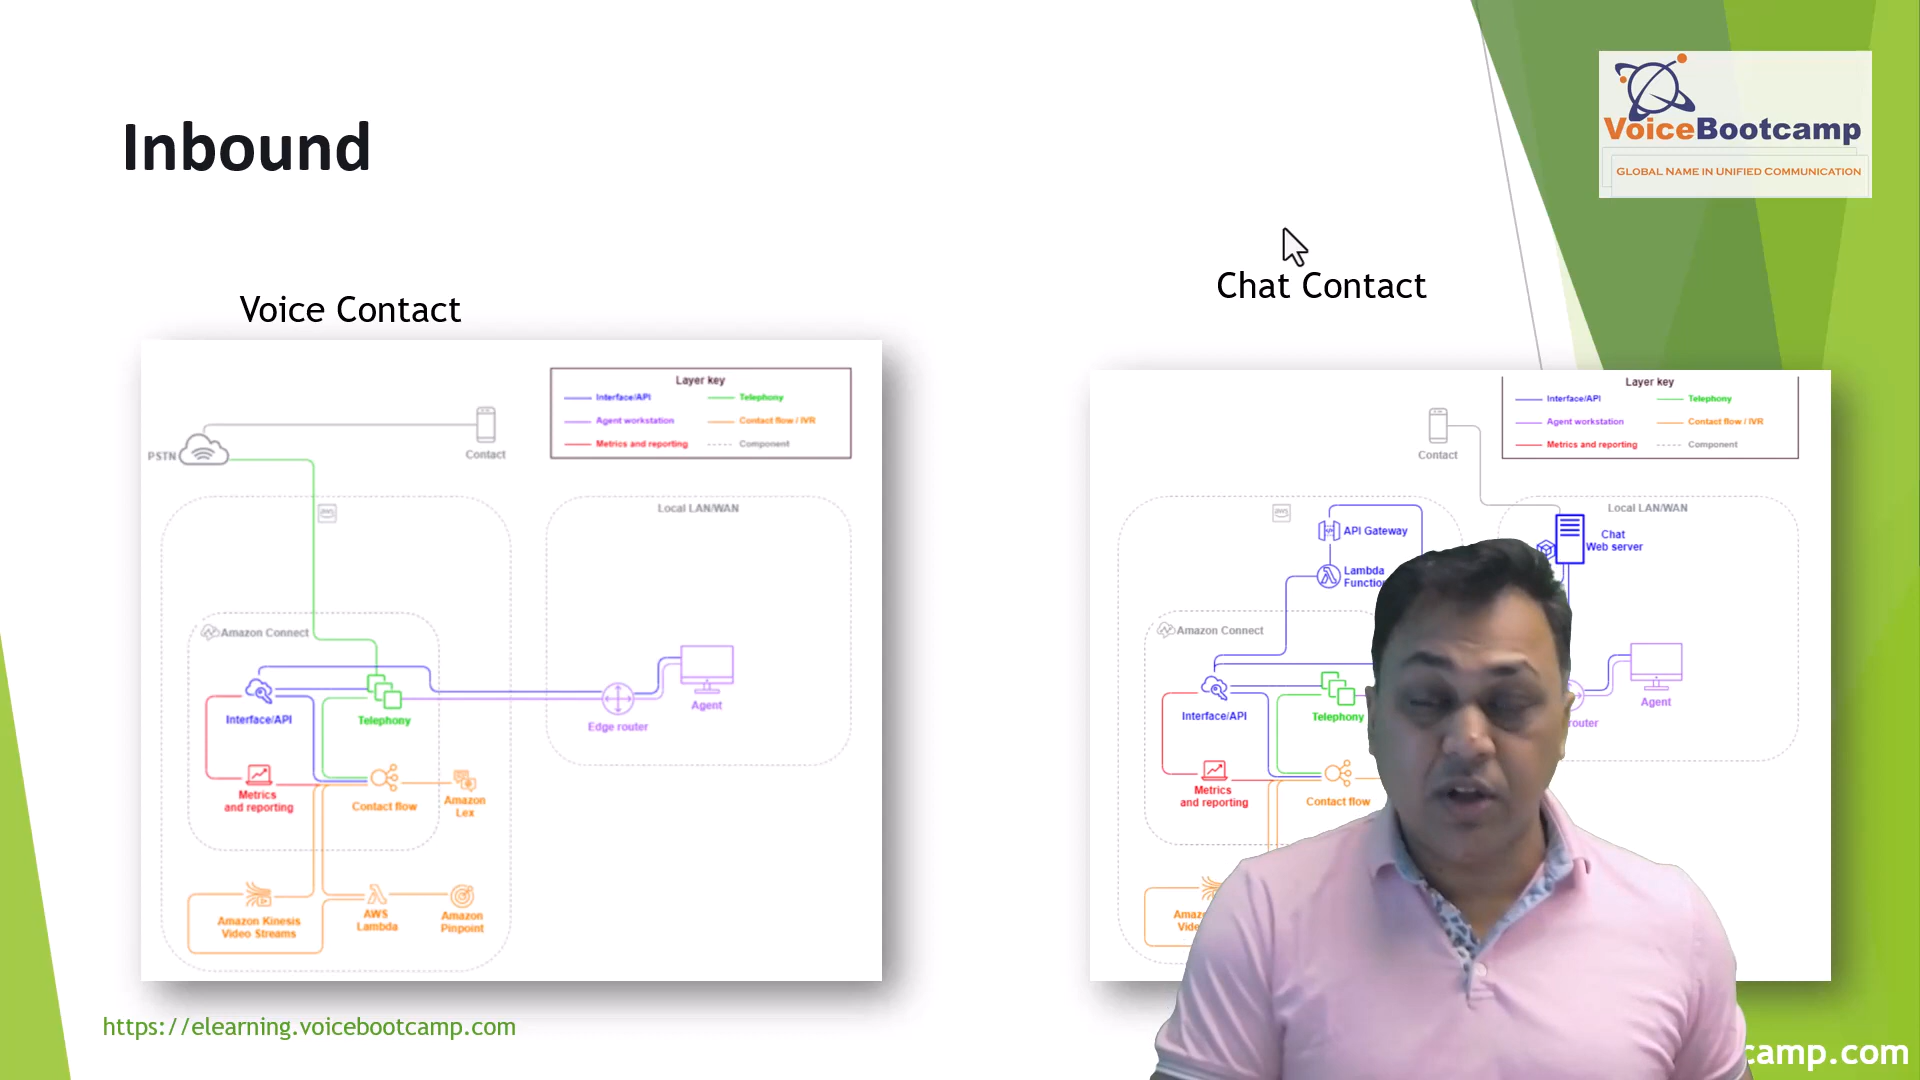 Inbound
VoiceBootcamp
GLOBAL NAME IN UNIFIED COMMUNICATION
Voice Contact
Layer key
Interface/API
Telephony
Agent workstation
Contact flow / IVR
Metrics and reporting
Component
PSTN
Contact
aws
Local LAN/WAN
Amazon Connect
Interface/API
Telephony
Edge router
Agent
Metrics
and reporting
Contact flow
Amazon
Lex
Amazon Kinesis
Video Streams
AWS
Lambda
Amazon
Pinpoint
Chat Contact
Layer key
Interface/API
Telephony
Agent workstation
Contact flow / IVR
Metrics and reporting
Component
Contact
aws
Local LAN/WAN
API Gateway
Chat
Web server
Lambda
Amazon Connect
Interface/API
Telephony
router
Agent
Metrics
and reporting
Contact flow
https://elearning.voicebootcamp.com
camp.com